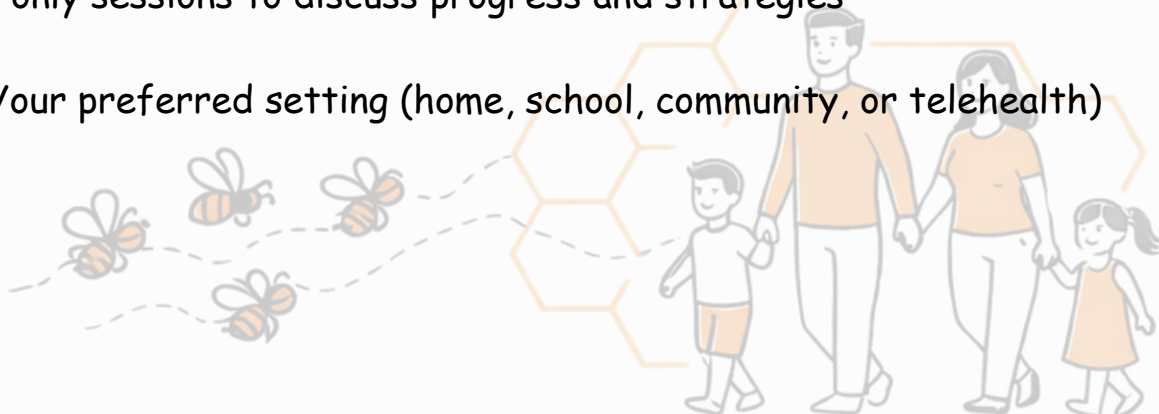 only sessions to discuss progress and strategies
Your preferred setting (home, school, community, or telehealth)